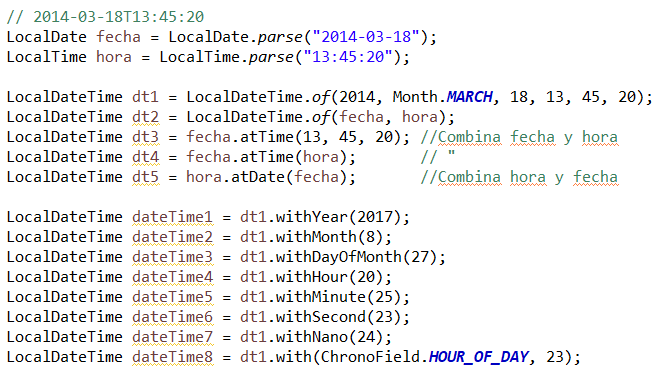 // 2014-03-18T13:45:20
LocalDate fecha = LocalDate.parse("2014-03-18");
LocalTime hora = LocalTime.parse("13:45:20");
LocalDateTime dt1 = LocalDateTime.of(2014, Month.MARCH, 18, 13, 45, 20);
LocalDateTime dt2 = LocalDateTime.of(fecha, hora);
LocalDateTime dt3 = fecha.atTime(13, 45, 20); //Combina fecha y hora
LocalDateTime dt4 = fecha.atTime(hora);       // "
LocalDateTime dt5 = hora.atDate(fecha);       //Combina hora y fecha
LocalDateTime dateTime1 = dt1.withYear(2017);
LocalDateTime dateTime2 = dt1.withMonth(8);
LocalDateTime dateTime3 = dt1.withDayOfMonth(27);
LocalDateTime dateTime4 = dt1.withHour(20);
LocalDateTime dateTime5 = dt1.withMinute(25);
LocalDateTime dateTime6 = dt1.withSecond(23);
LocalDateTime dateTime7 = dt1.withNano(24);
LocalDateTime dateTime8 = dt1.with(ChronoField.HOUR_OF_DAY, 23);